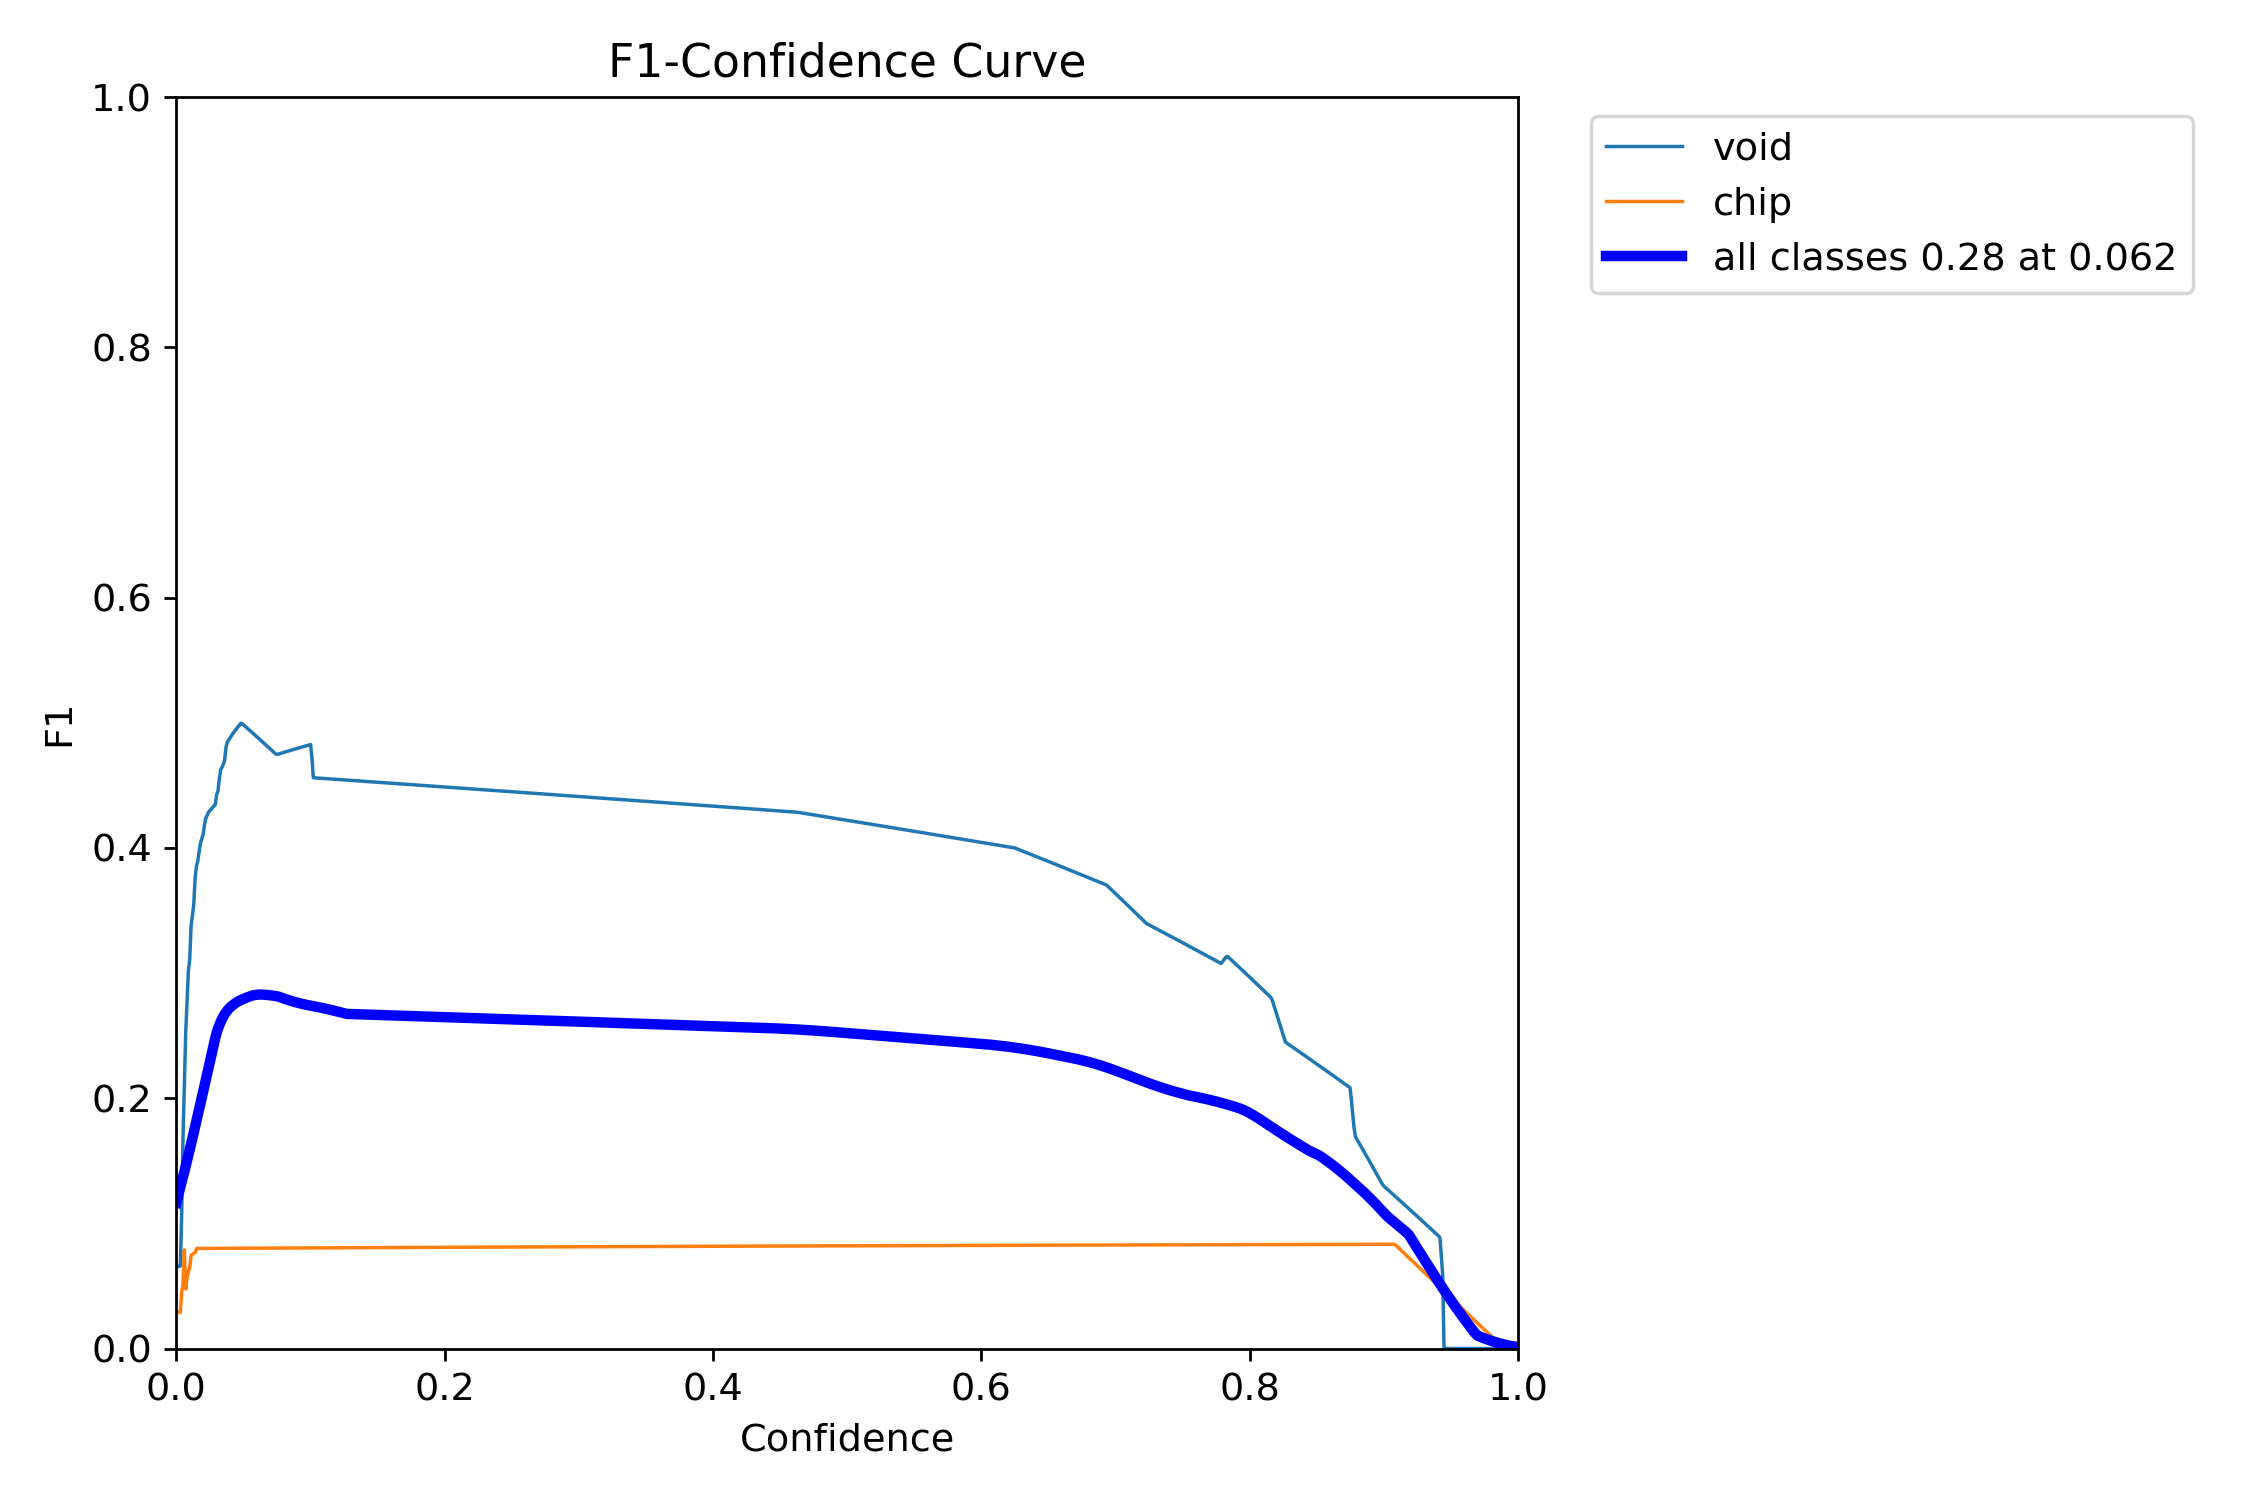 F1-Confidence Curve
1.0
0.8
0.6
0.4
0.2
0.0
F1
0.0 0.2 0.4 0.6 0.8 1.0
Confidence
void
chip
all classes 0.28 at 0.062